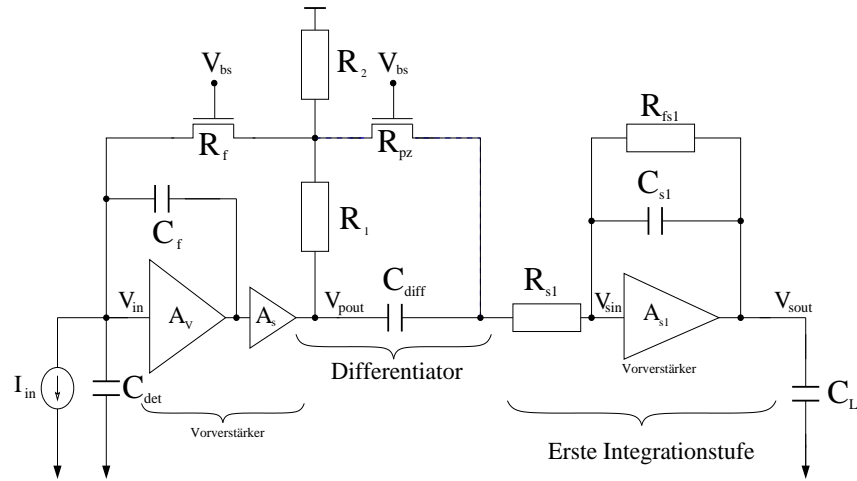 V_bs
R_2
V_bs
R_f
R_pz
R_fs1
C_f
R_1
C_s1
V_in
A_v
A_s
V_pout
C_diff
R_s1
V_sin
A_s1
V_sout
I_in
C_det
Vorverstärker
Differentiator
Vorverstärker
Erste Integrationstufe
C_L